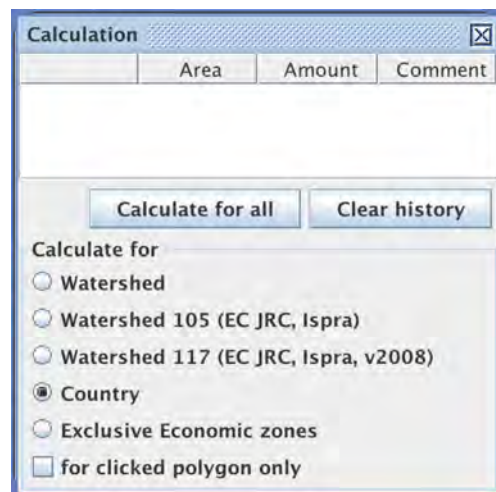 Calculation
Area Amount Comment
Calculate for all Clear history
Calculate for
Watershed
Watershed 105 (EC JRC, Ispra)
Watershed 117 (EC JRC, Ispra, v2008)
Country
Exclusive Economic zones
for clicked polygon only